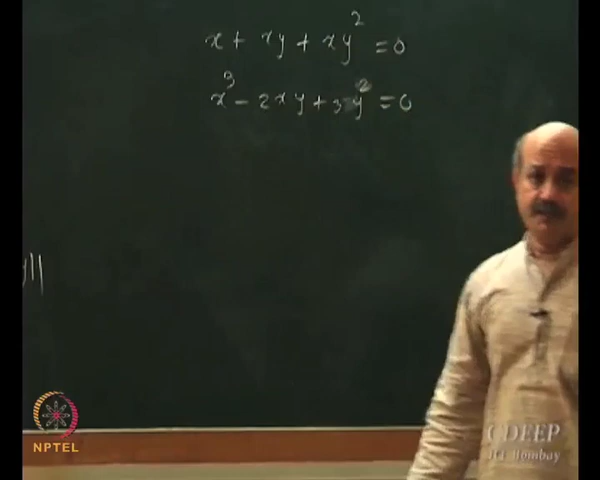 x + xy + xy² = 0
x³ - 2xy + 3y² = 0
NPTEL
CDEEP
IIT Bombay